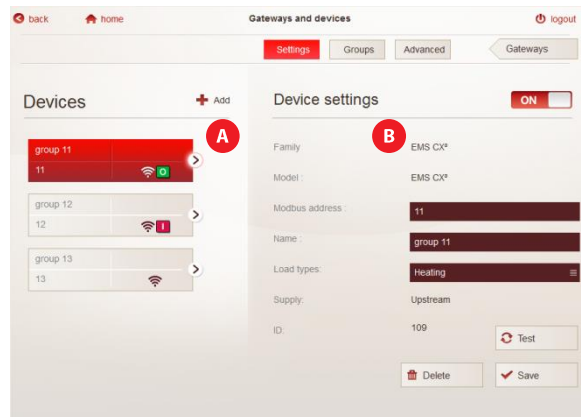 back
home
Gateways and devices
logout
Settings
Groups
Advanced
Gateways
Devices
Add
A
group 11
11
O
group 12
12
I
group 13
13
Device settings
ON
B
Family
EMS CX³
Model :
EMS CX³
Modbus address :
11
Name :
group 11
Load types:
Heating
Supply:
Upstream
ID:
109
Test
Delete
Save